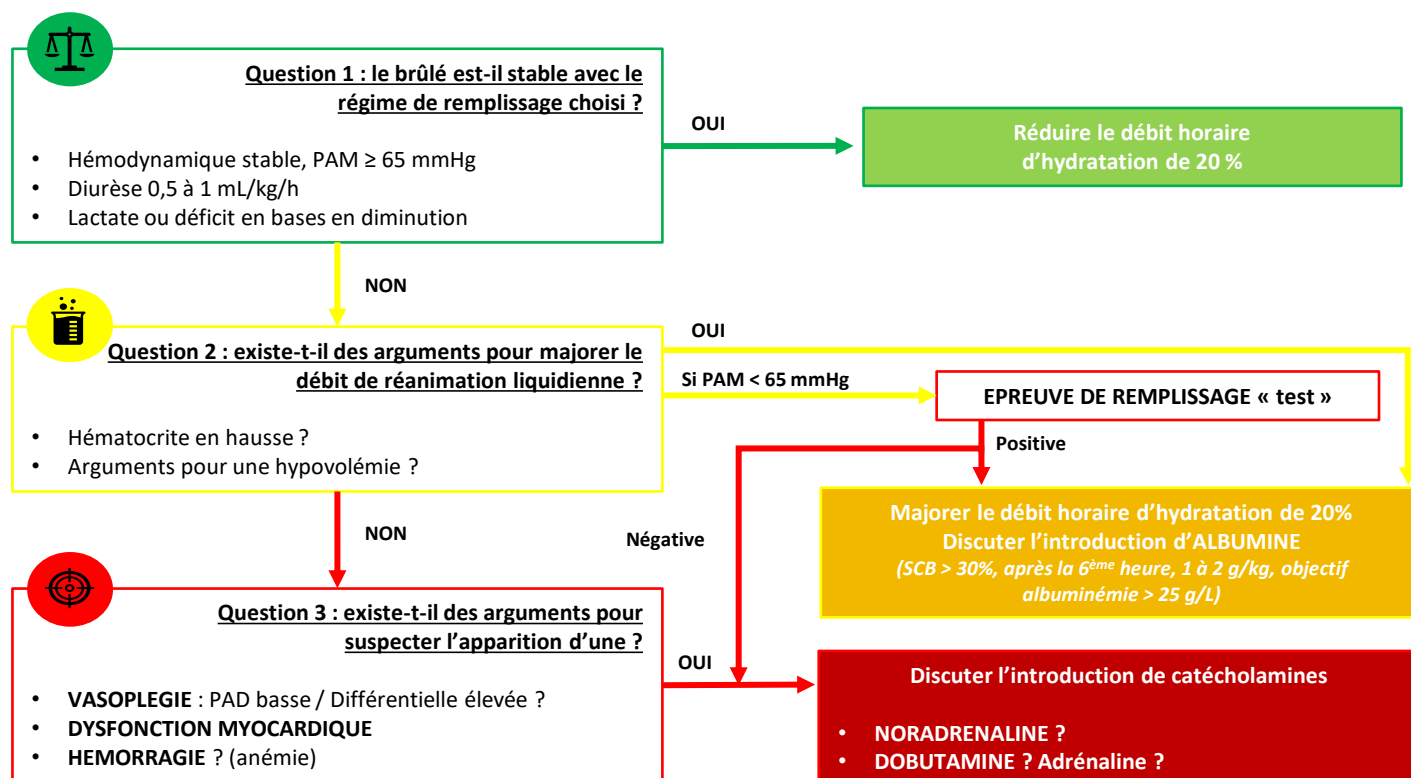 Question 1 : le brûlé est-il stable avec le
régime de remplissage choisi ?
• Hémodynamique stable, PAM ≥ 65 mmHg
• Diurèse 0,5 à 1 mL/kg/h
• Lactate ou déficit en bases en diminution
OUI
Réduire le débit horaire
d’hydratation de 20 %
NON
Question 2 : existe-t-il des arguments pour majorer le
débit de réanimation liquidienne ?
• Hématocrite en hausse ?
• Arguments pour une hypovolémie ?
OUI
Si PAM < 65 mmHg
EPREUVE DE REMPLISSAGE « test »
Positive
Négative
Majorer le débit horaire d’hydratation de 20%
Discuter l’introduction d’ALBUMINE
(SCB > 30%, après la 6ème heure, 1 à 2 g/kg, objectif
albuminémie > 25 g/L)
NON
Question 3 : existe-t-il des arguments pour
suspecter l’apparition d’une ?
• VASOPLEGIE : PAD basse / Différentielle élevée ?
• DYSFONCTION MYOCARDIQUE
• HEMORRAGIE ? (anémie)
OUI
Discuter l’introduction de catécholamines
• NORADRENALINE ?
• DOBUTAMINE ? Adrénaline ?